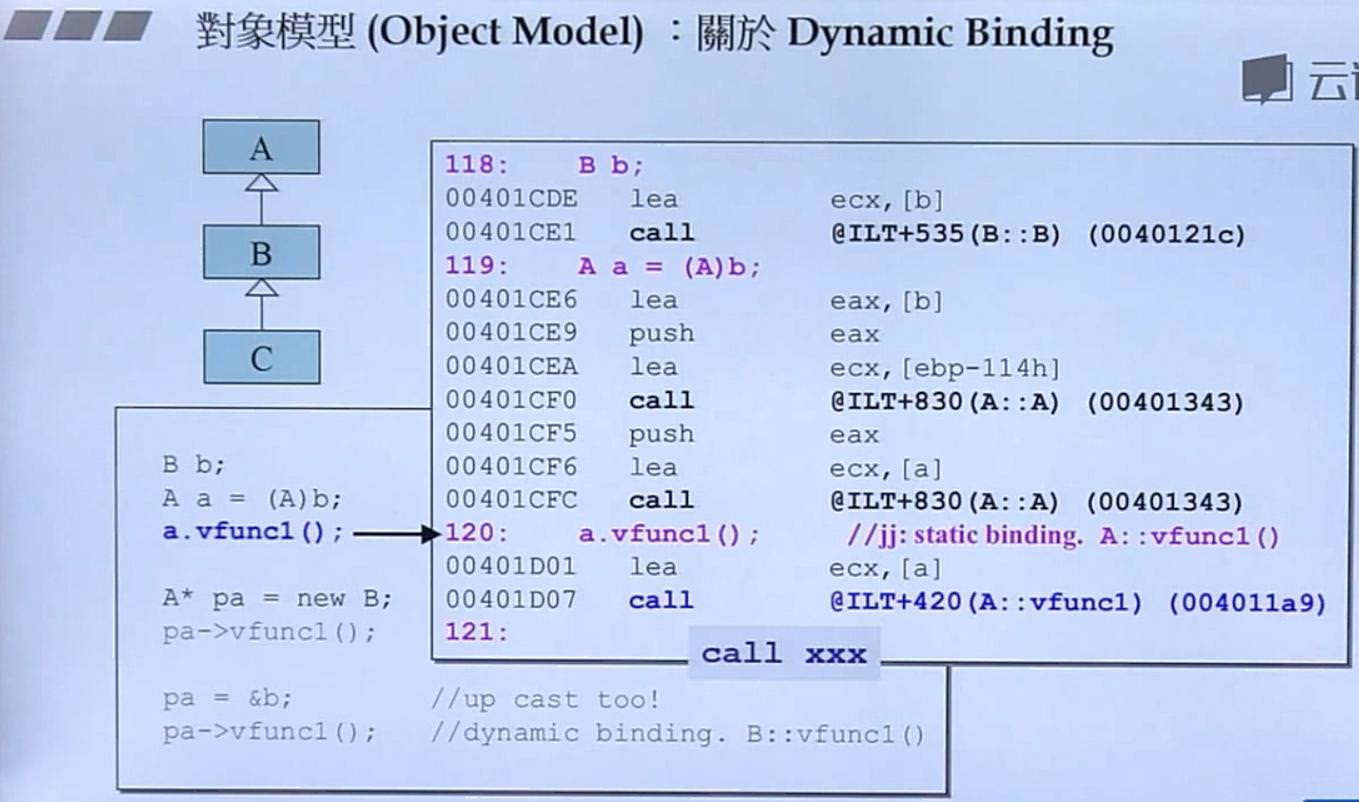 對象模型 (Object Model) ：關於 Dynamic Binding
云
A
B
C
118: B b;
00401CDE lea ecx,[b]
00401CE1 call @ILT+535(B::B) (0040121c)
119: A a = (A)b;
00401CE6 lea eax,[b]
00401CE9 push eax
00401CEA lea ecx,[ebp-114h]
00401CF0 call @ILT+830(A::A) (00401343)
00401CF5 push eax
00401CF6 lea ecx,[a]
00401CFC call @ILT+830(A::A) (00401343)
120: a.vfunc1(); //jj: static binding. A::vfunc1()
00401D01 lea ecx,[a]
00401D07 call @ILT+420(A::vfunc1) (004011a9)
121:
call xxx
B b;
A a = (A)b;
a.vfunc1();
A* pa = new B;
pa->vfunc1();
pa = &b; //up cast too!
pa->vfunc1(); //dynamic binding. B::vfunc1()